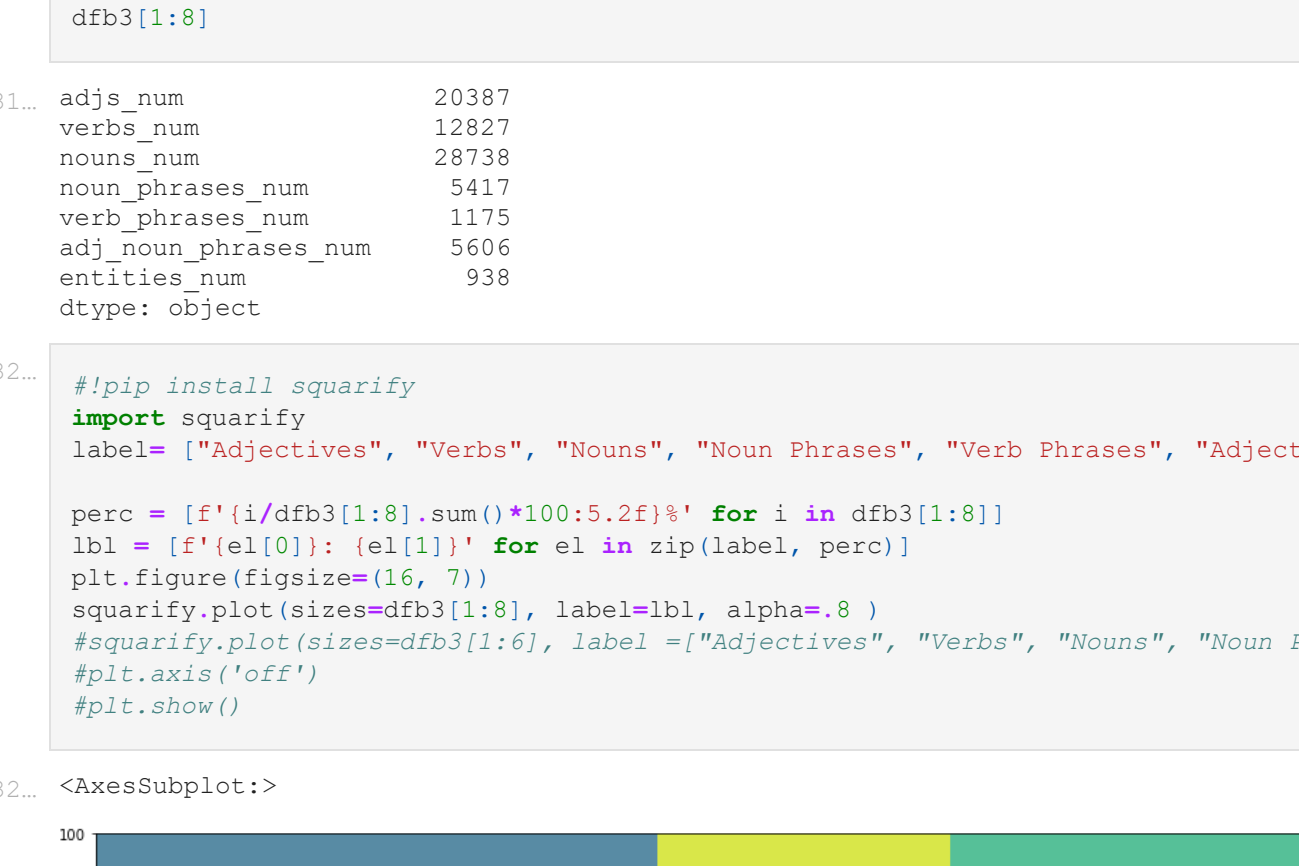 dfb3[1:8]
31…
adjs_num 20387
verbs_num 12827
nouns_num 28738
noun_phrases_num 5417
verb_phrases_num 1175
adj_noun_phrases_num 5606
entities_num 938
dtype: object
32…
#!pip install squarify
import squarify
label= ["Adjectives", "Verbs", "Nouns", "Noun Phrases", "Verb Phrases", "Adject
perc = [f'{i/dfb3[1:8].sum()*100:5.2f}%' for i in dfb3[1:8]]
lbl = [f'{el[0]}: {el[1]}' for el in zip(label, perc)]
plt.figure(figsize=(16, 7))
squarify.plot(sizes=dfb3[1:8], label=lbl, alpha=.8 )
#squarify.plot(sizes=dfb3[1:6], label =["Adjectives", "Verbs", "Nouns", "Noun
#plt.axis('off')
#plt.show()
32…
<AxesSubplot:>
100